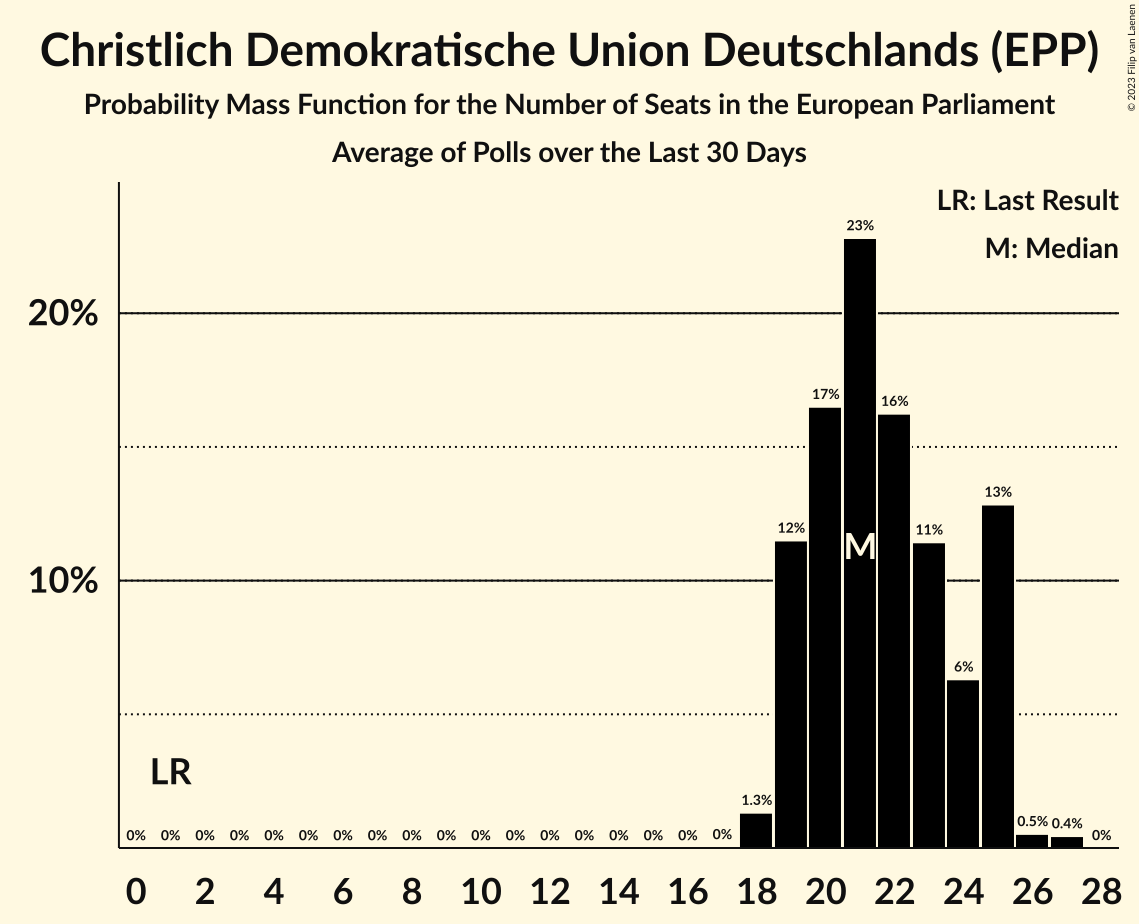 Christlich Demokratische Union Deutschlands (EPP)
Probability Mass Function for the Number of Seats in the European Parliament
Average of Polls over the Last 30 Days
© 2023 Filip van Laenen
LR: Last Result
M: Median
23%
20%
17%
16%
13%
12%
11%
M
10%
6%
LR
1.3%
0.5%
0.4%
0% 0% 0% 0% 0% 0% 0% 0% 0% 0% 0% 0% 0% 0% 0% 0% 0% 0% 0%
0 2 4 6 8 10 12 14 16 18 20 22 24 26 28